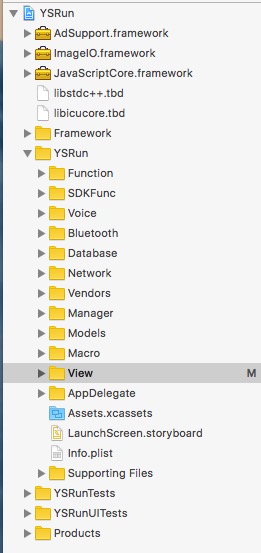 YSRun
AdSupport.framework
ImageIO.framework
JavaScriptCore.framework
libstdc++.tbd
libicucore.tbd
Framework
YSRun
Function
SDKFunc
Voice
Bluetooth
Database
Network
Vendors
Manager
Models
Macro
View M
AppDelegate
Assets.xcassets
LaunchScreen.storyboard
Info.plist
Supporting Files
YSRunTests
YSRunUITests
Products